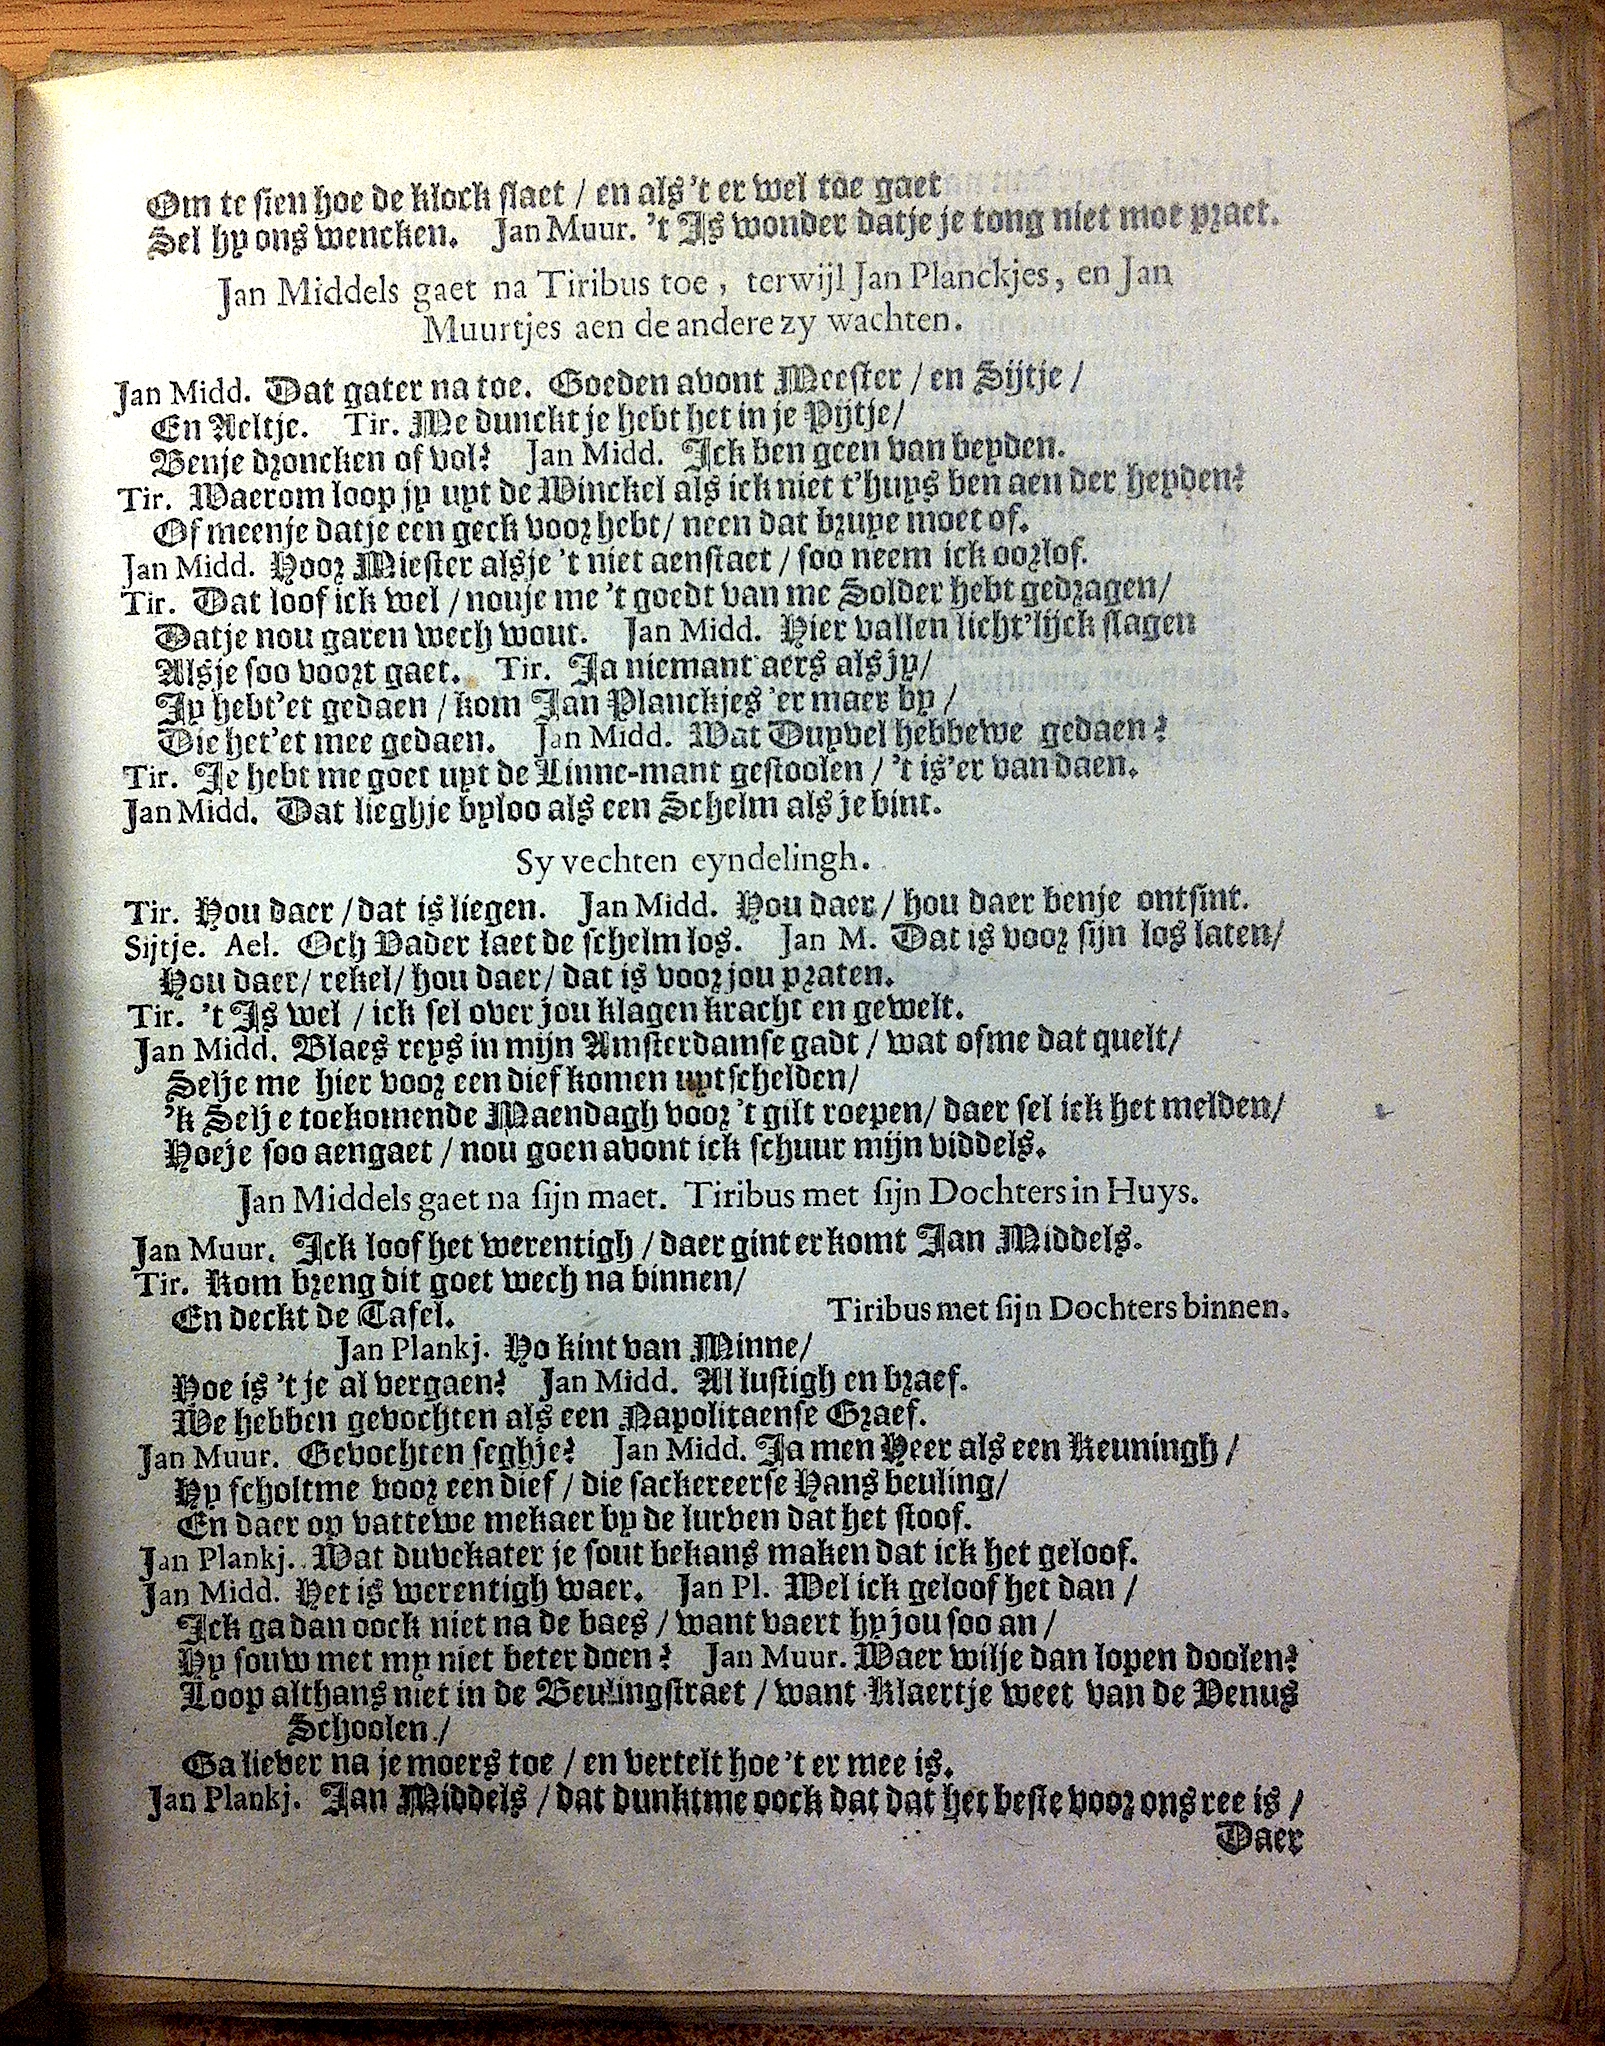 Om te sien hoe de klock slaet / en als 't er wel toe gaet
Sel hy ons wencken. Jan Muur. 't Is wonder datje je tong niet moe praet.
Jan Middels gaet na Tiribus toe, terwijl Jan Planckjes, en Jan
Muurtjes aen de andere zy wachten.
Jan Midd. Dat gater na toe. Goeden avont Meester / en Sijtje /
En Aeltje. Tir. Me dunckt je hebt het in je Pijtje /
Benje droncken of vol? Jan Midd. Ick ben geen van beyden.
Tir. Waerom loop jy uyt de Winckel als ick niet t'huys ben aen der heyden?
Of meenje datje een geck voor hebt / neen dat bruye moet of.
Jan Midd. Hoor Miester alsje 't niet aenstaet / soo neem ick oorlof.
Tir. Dat loof ick wel / nouje me 't goedt van me Solder hebt gedragen /
Datje nou garen wech wout. Jan Midd. Hier vallen licht'lijck slagen
Alsje soo voort gaet. Tir. Ja niemant aers als jy /
Jy hebt'et gedaen / kom Jan Planckjes 'er maer by /
Die het'et mee gedaen. Jan Midd. Wat Duyvel hebbewe gedaen?
Tir. Je hebt me goet uyt de Linne-mant gestoolen / 't is'er van daen.
Jan Midd. Dat lieghje byloo als een Schelm als je bint.
Sy vechten eyndelingh.
Tir. Hou daer / dat is liegen. Jan Midd. Hou daer / hou daer benje ontsint.
Sijtje. Ael. Och Vader laet de schelm los. Jan M. Dat is voor sijn los laten /
Hou daer / rekel / hou daer / dat is voor jou praten.
Tir. 't Is wel / ick sel over jou klagen kracht en gewelt.
Jan Midd. Blaes reys in mijn Amsterdamse gadt / wat ofme dat quelt /
Selje me hier voor een dief komen uytschelden /
'k Selje toekomende Maendagh voor 't gilt roepen / daer sel ick het melden /
Hoeje soo aengaet / nou goen avont ick schuur mijn viddels.
Jan Middels gaet na sijn maet. Tiribus met sijn Dochters in Huys.
Jan Muur. Ick loof het werentigh / daer gint er komt Jan Middels.
Tir. Kom breng dit goet wech na binnen /
En deckt de Tafel. Tiribus met sijn Dochters binnen.
Jan Plankj. Ho kint van Minne /
Hoe is 't je al vergaen? Jan Midd. Al lustigh en braef.
We hebben gevochten als een Napolitaense Graef.
Jan Muur. Gevochten seghje? Jan Midd. Ja men Heer als een Keuningh /
Hy scholtme voor een dief / die sackereerse Hans beuling /
En daer op vattewe mekaer by de lurven dat het stoof.
Jan Plankj. Wat duvekater je sout bekans maken dat ick het geloof.
Jan Midd. Het is werentigh waer. Jan Pl. Wel ick geloof het dan /
Ick ga dan oock niet na de baes / want vaert hy jou soo an /
Hy souw met my niet beter doen? Jan Muur. Waer wilje dan lopen doolen?
Loop althans niet in de Beulingstraet / want Klaertje weet van de Venus
Schoolen /
Ga liever na je moers toe / en vertelt hoe 't er mee is.
Jan Plankj. Jan Middels / dat dunktme oock dat dat het beste voor ons ree is /
Daer